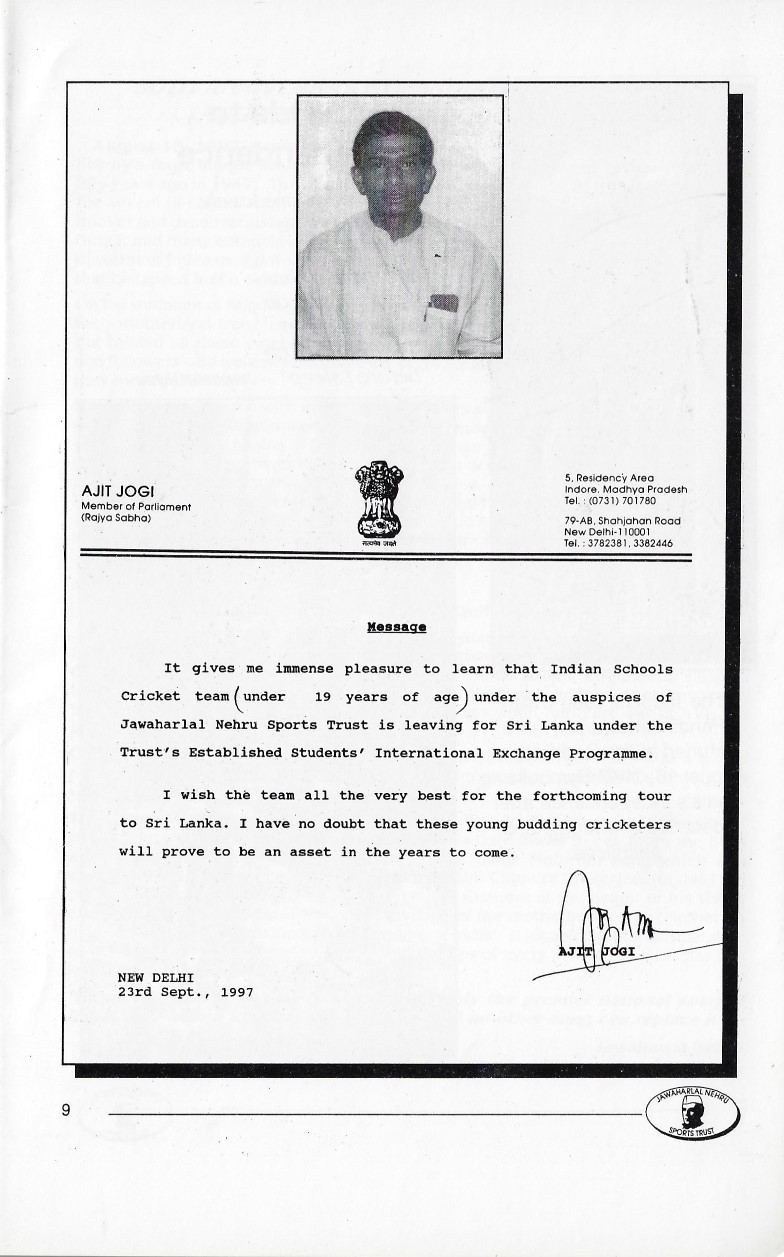 AJIT JOGI
Member of Parliament
(Rajya Sabha)
सत्यमेव जयते
5, Residency Area
Indore. Madhya Pradesh
Tel. : (0731) 701780
79-AB, Shahjahan Road
New Delhi-110001
Tel. : 3782381, 3382446
Message
It gives me immense pleasure to learn that Indian Schools
Cricket team (under 19 years of age) under the auspices of
Jawaharlal Nehru Sports Trust is leaving for Sri Lanka under the
Trust's Established Students' International Exchange Programme.
I wish the team all the very best for the forthcoming tour
to Sri Lanka. I have no doubt that these young budding cricketers
will prove to be an asset in the years to come.
AJIT JOGI
NEW DELHI
23rd Sept., 1997
9
JAWAHARLAL NEHRU
SPORTS TRUST